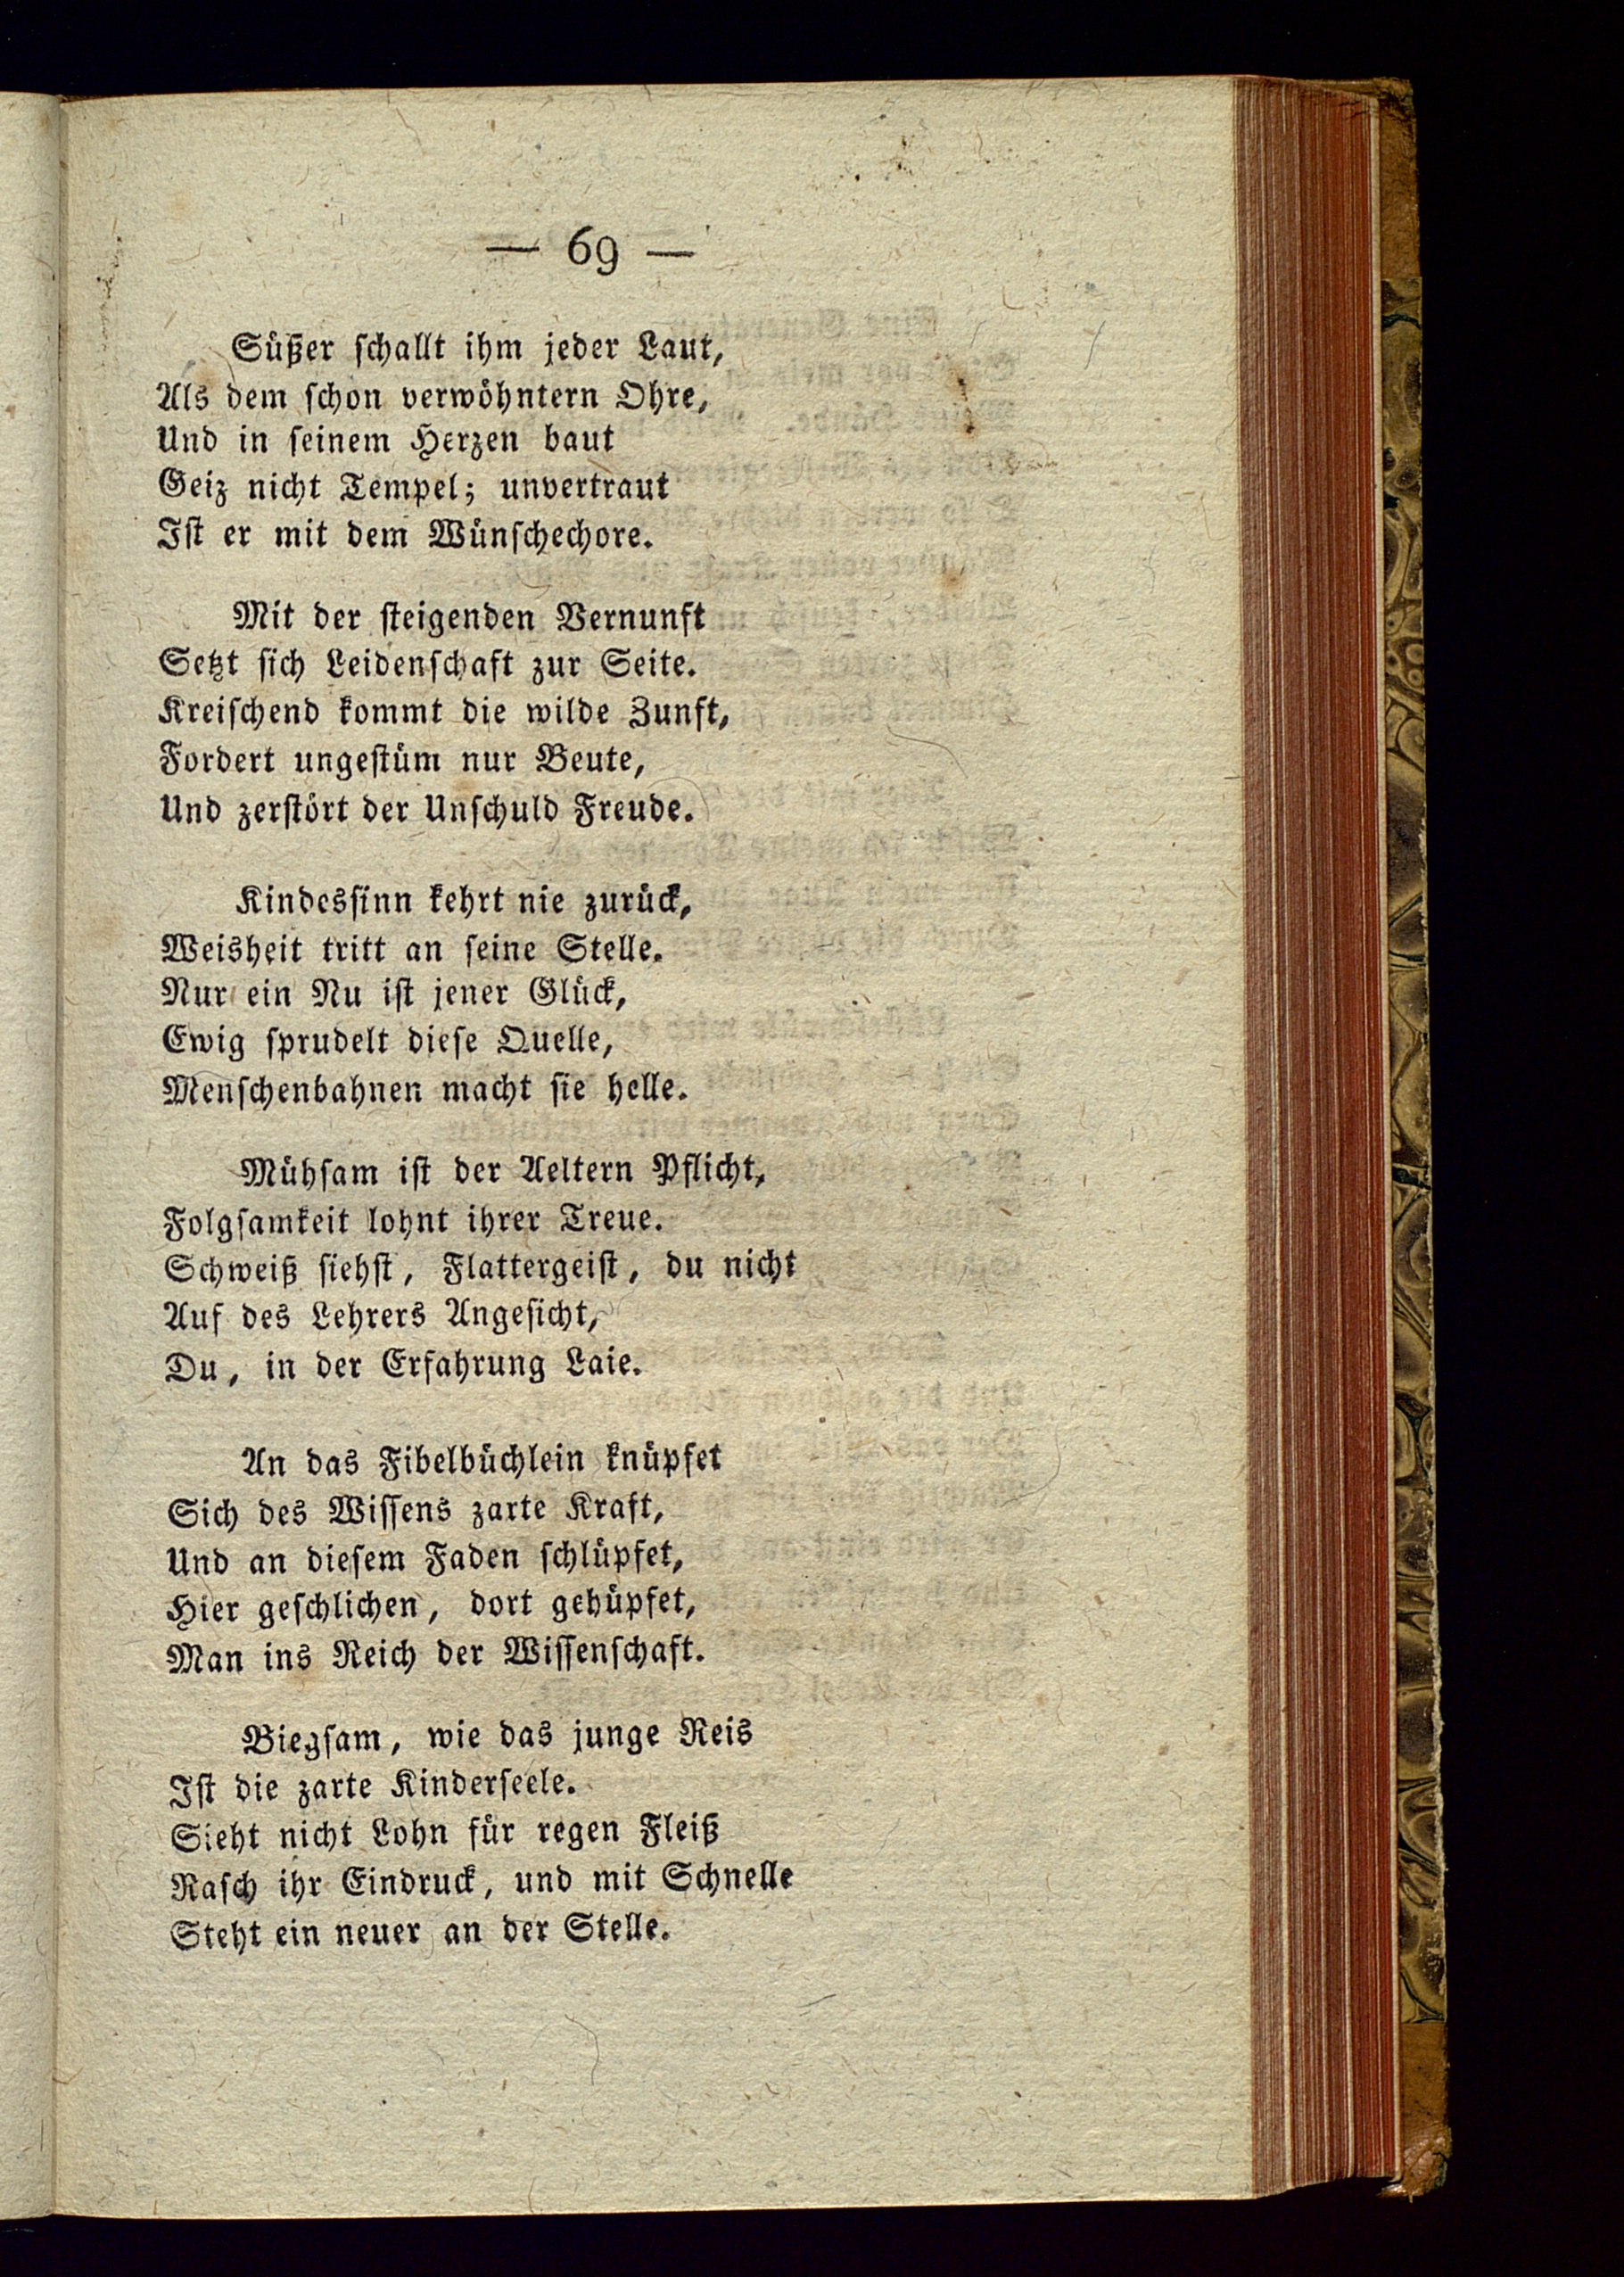 — 69 —
Süßer ſchallt ihm jeder Laut,
Als dem ſchon verwöhntern Ohre,
Und in ſeinem Herzen baut
Geiz nicht Tempel; unvertraut
Iſt er mit dem Wünſchechore.
Mit der ſteigenden Vernunft
Setzt ſich Leidenſchaft zur Seite.
Kreiſchend kommt die wilde Zunft,
Fordert ungeſtüm nur Beute,
Und zerſtört der Unſchuld Freude.
Kindesſinn kehrt nie zurück,
Weisheit tritt an ſeine Stelle.
Nur ein Nu iſt jener Glück,
Ewig ſprudelt dieſe Quelle,
Menſchenbahnen macht ſie helle.
Mühſam iſt der Aeltern Pflicht,
Folgſamkeit lohnt ihrer Treue.
Schweiß ſiehſt, Flattergeiſt, du nicht
Auf des Lehrers Angeſicht,
Du, in der Erfahrung Laie.
An das Fibelbüchlein knüpfet
Sich des Wiſſens zarte Kraft,
Und an dieſem Faden ſchlüpfet,
Hier geſchlichen, dort gehüpfet,
Man ins Reich der Wiſſenſchaft.
Biegſam, wie das junge Reis
Iſt die zarte Kinderſeele.
Sieht nicht Lohn für regen Fleiß
Raſch ihr Eindruck, und mit Schnelle
Steht ein neuer an der Stelle.